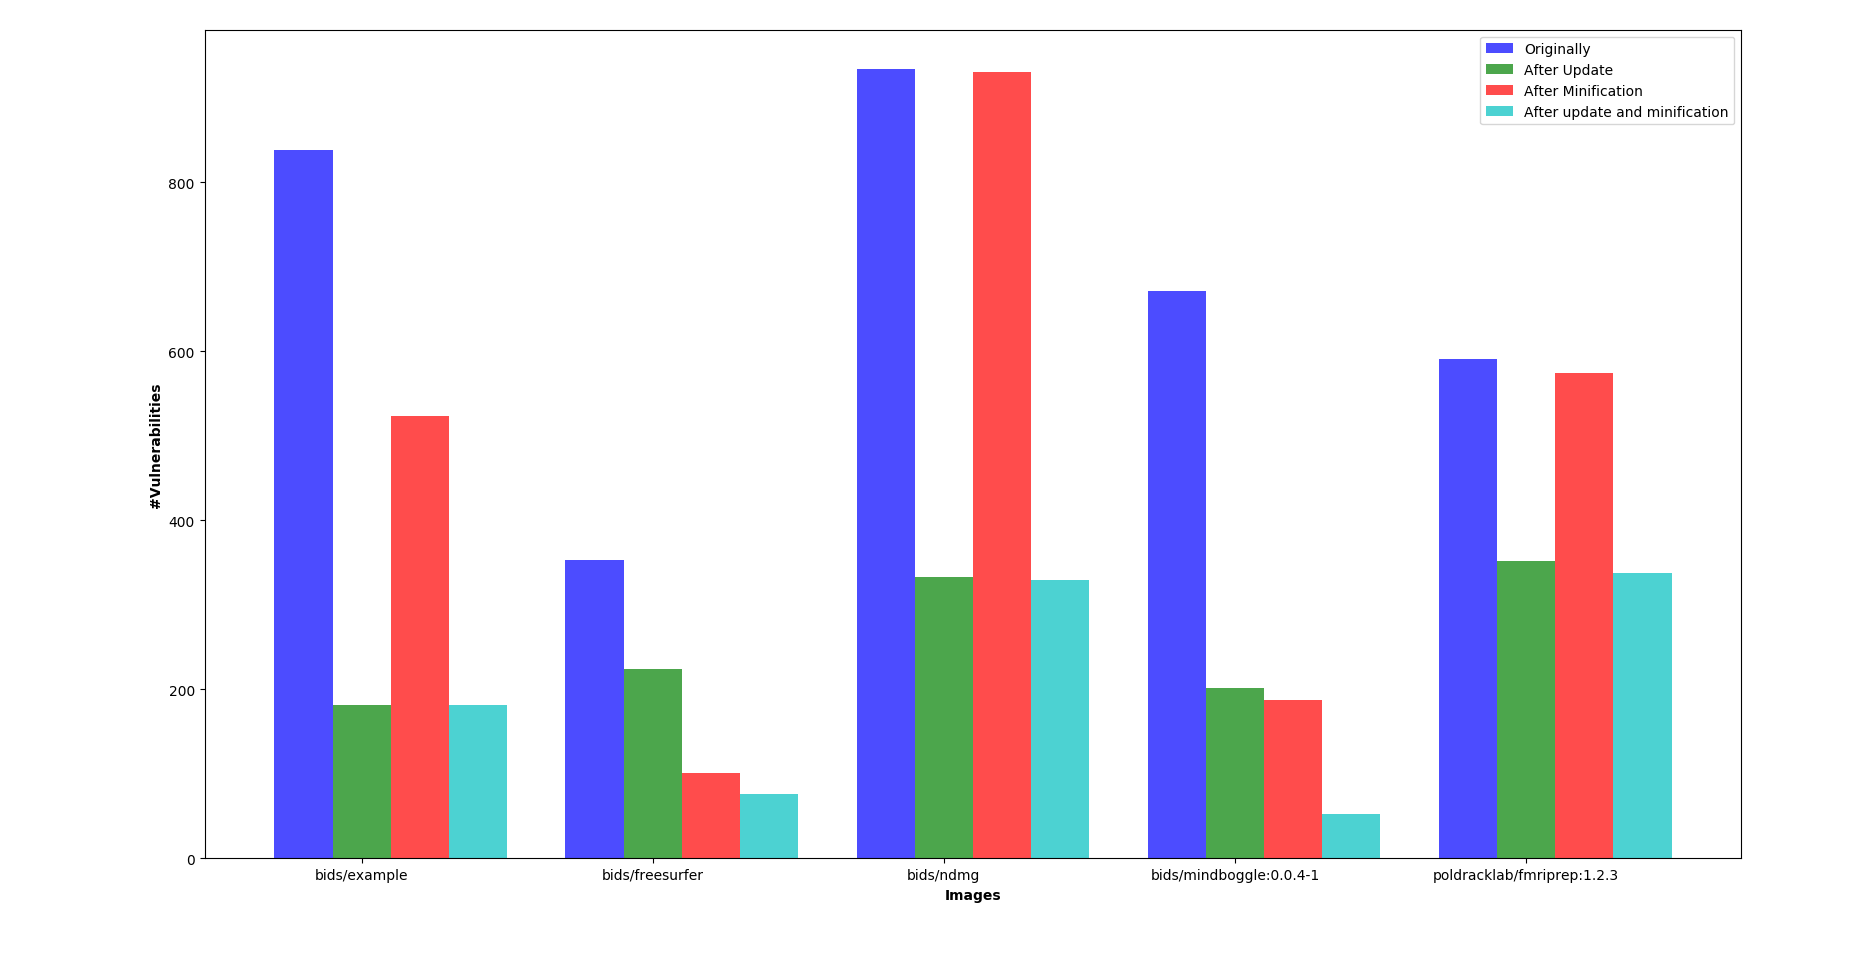 Originally
After Update
After Minification
After update and minification
800
600
400
200
0
#Vulnerabilities
bids/example
bids/freesurfer
bids/ndmg
bids/mindboggle:0.0.4-1
poldracklab/fmriprep:1.2.3
Images